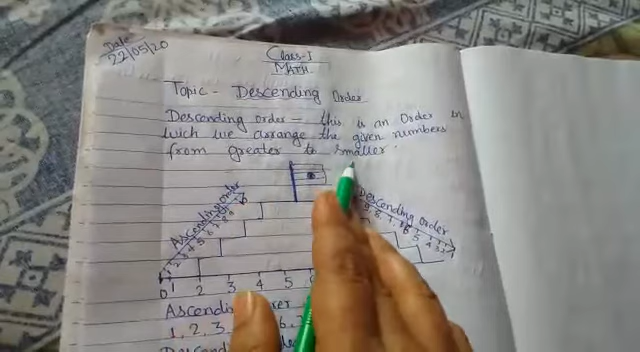 Date
22/05/20
Class-I
MATH
Topic - Descending Order
Descending order - this is an Order in
wich we arrange the given numbers
from greater to smaller.
Ascending order
Descending order
0 1 2 3 4 5
Ascending
1, 2, 3, 6,